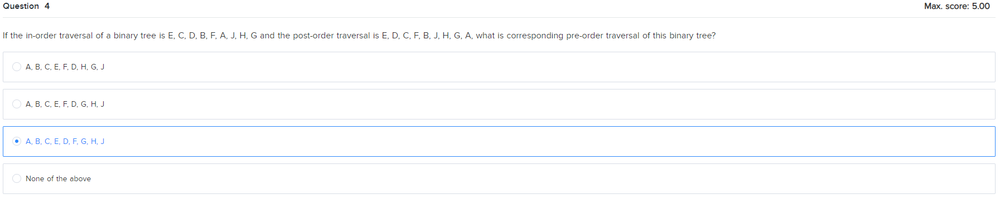 Question 4
Max. score: 5.00
If the in-order traversal of a binary tree is E, C, D, B, F, A, J, H, G and the post-order traversal is E, D, C, F, B, J, H, G, A, what is corresponding pre-order traversal of this binary tree?
A, B, C, E, F, D, H, G, J
A, B, C, E, F, D, G, H, J
A, B, C, E, D, F, G, H, J
None of the above